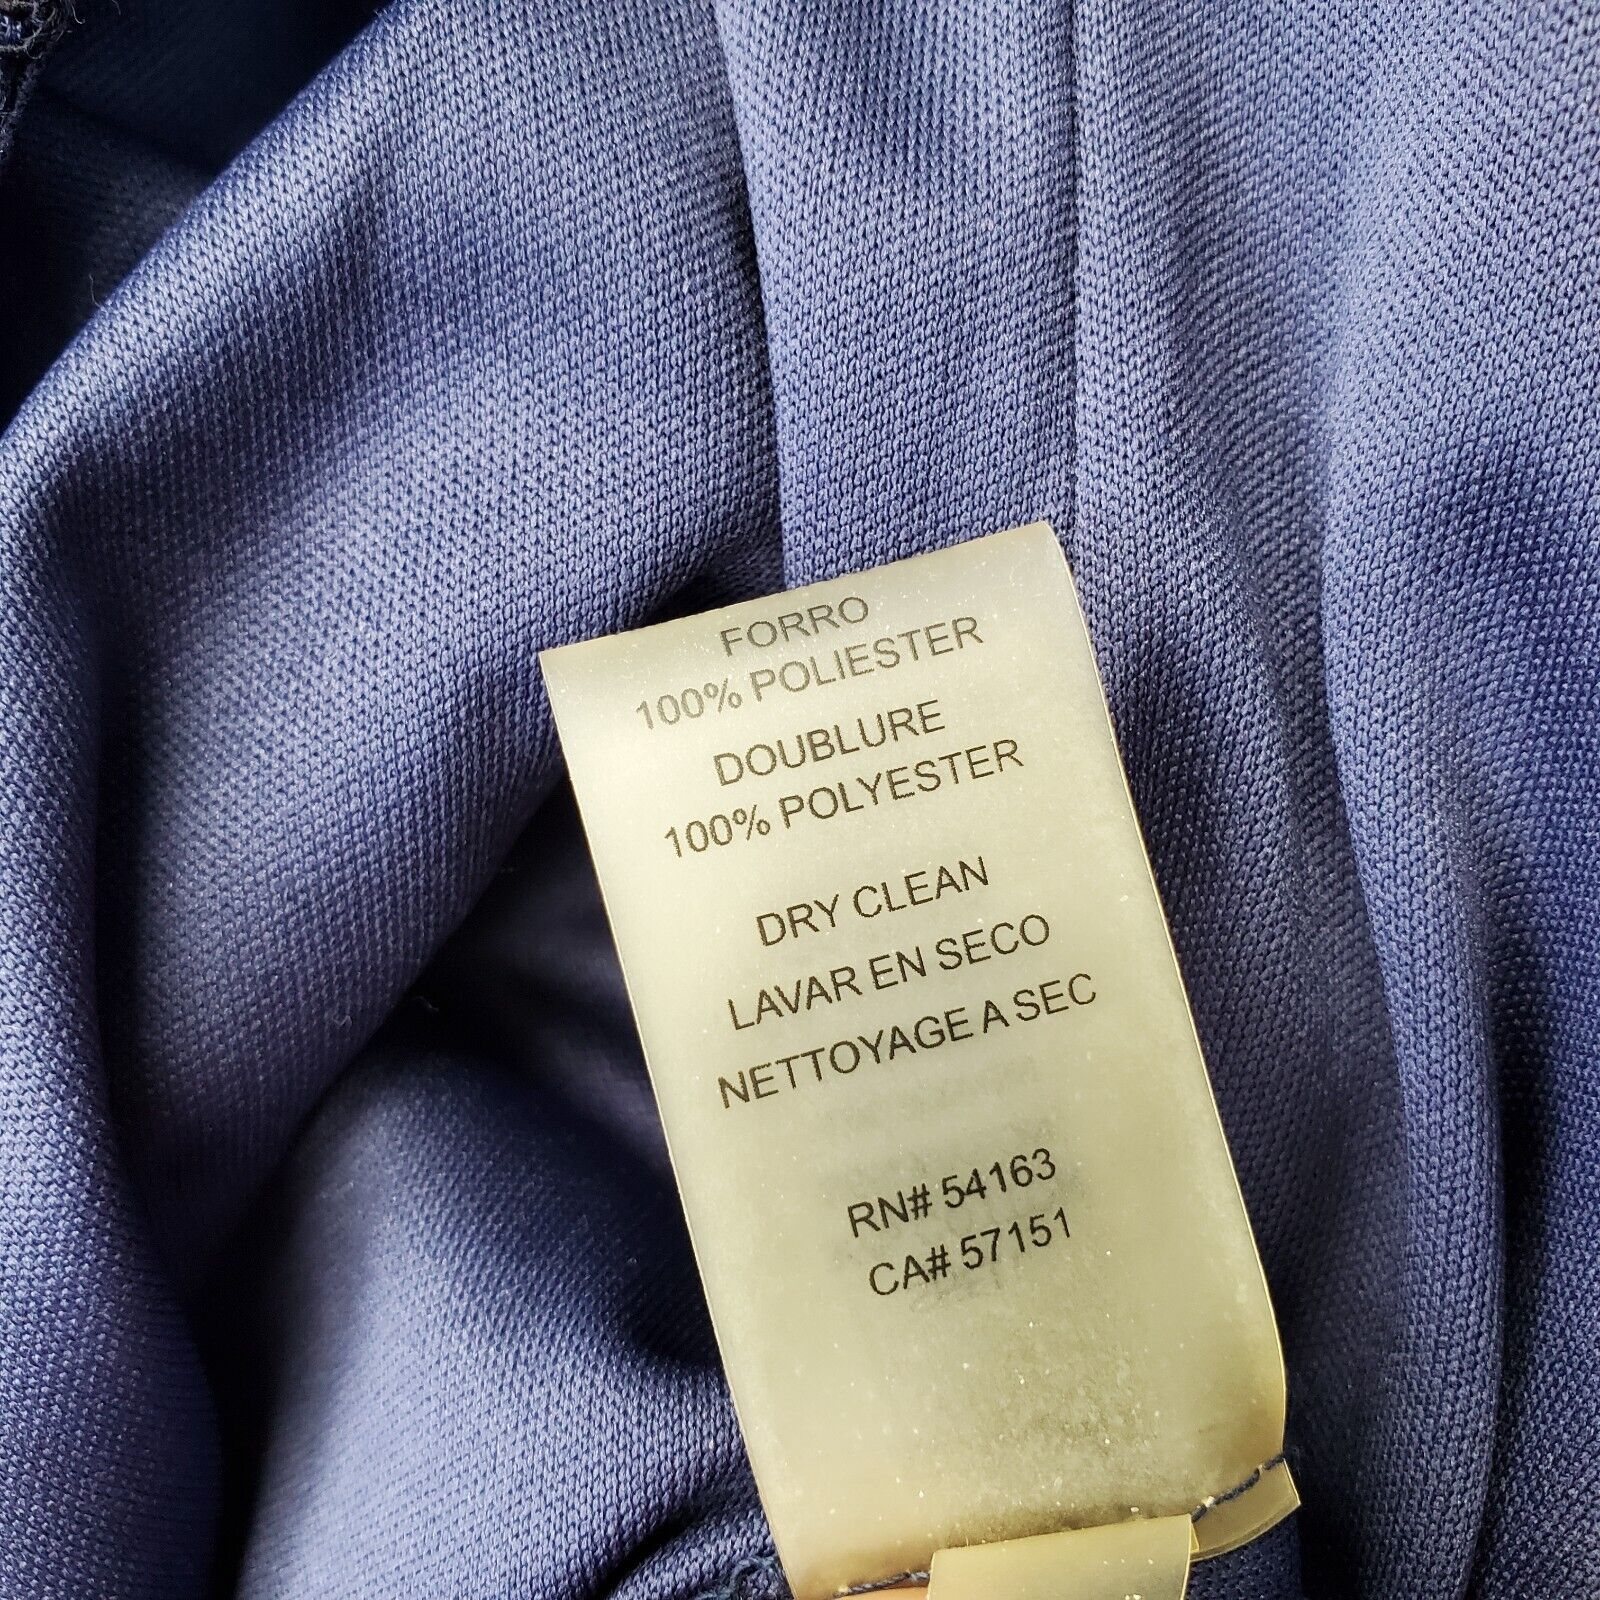 FORRO
100% POLIESTER
DOUBLURE
100% POLYESTER
DRY CLEAN
LAVAR EN SECO
NETTOYAGE A SEC
RN# 54163
CA# 57151